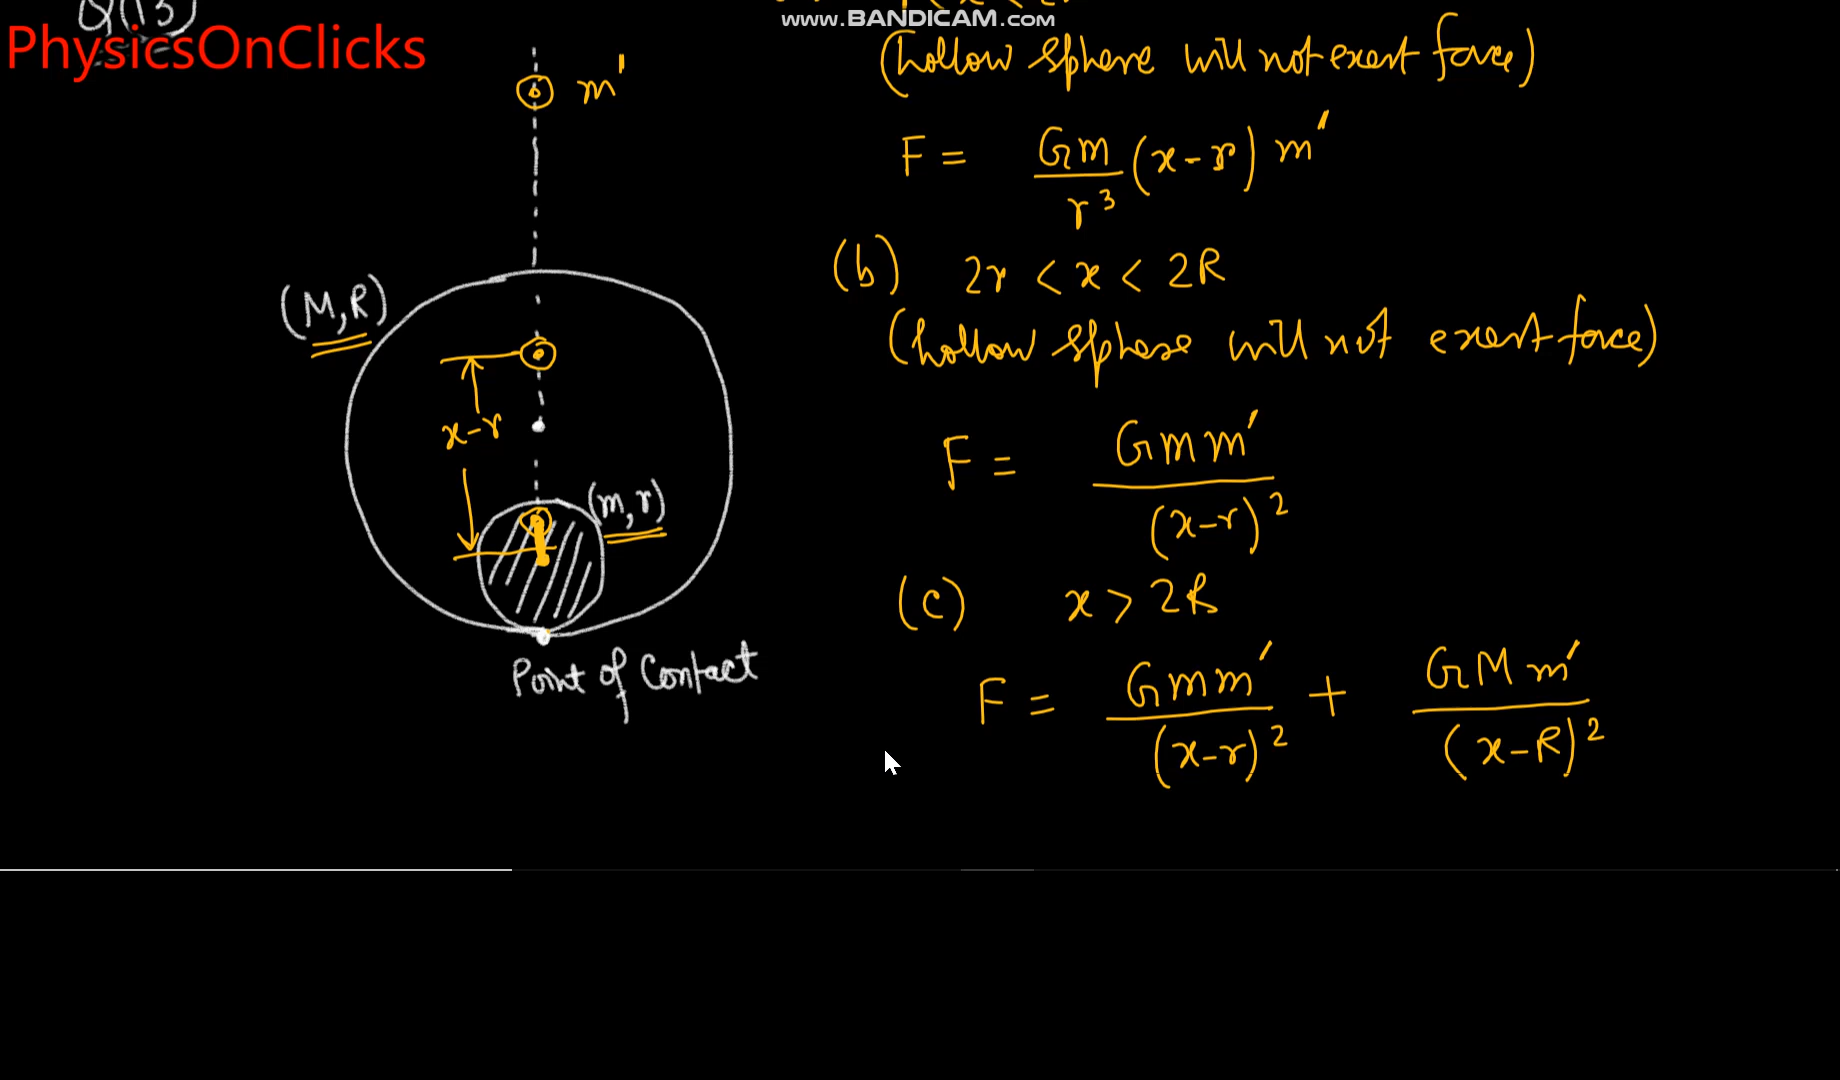 Q(13)
PhysicsOnClicks
www.BANDICAM.com
m'
(M,R)
x-r
(m,r)
Point of Contact
(hollow sphere will not exert force)
F = Gm/r³ (x-r) m'
(b) 2r < x < 2R
(hollow sphere will not exert force)
F = Gmm'/(x-r)²
(c) x > 2R
F = Gmm'/(x-r)² + GMm'/(x-R)²